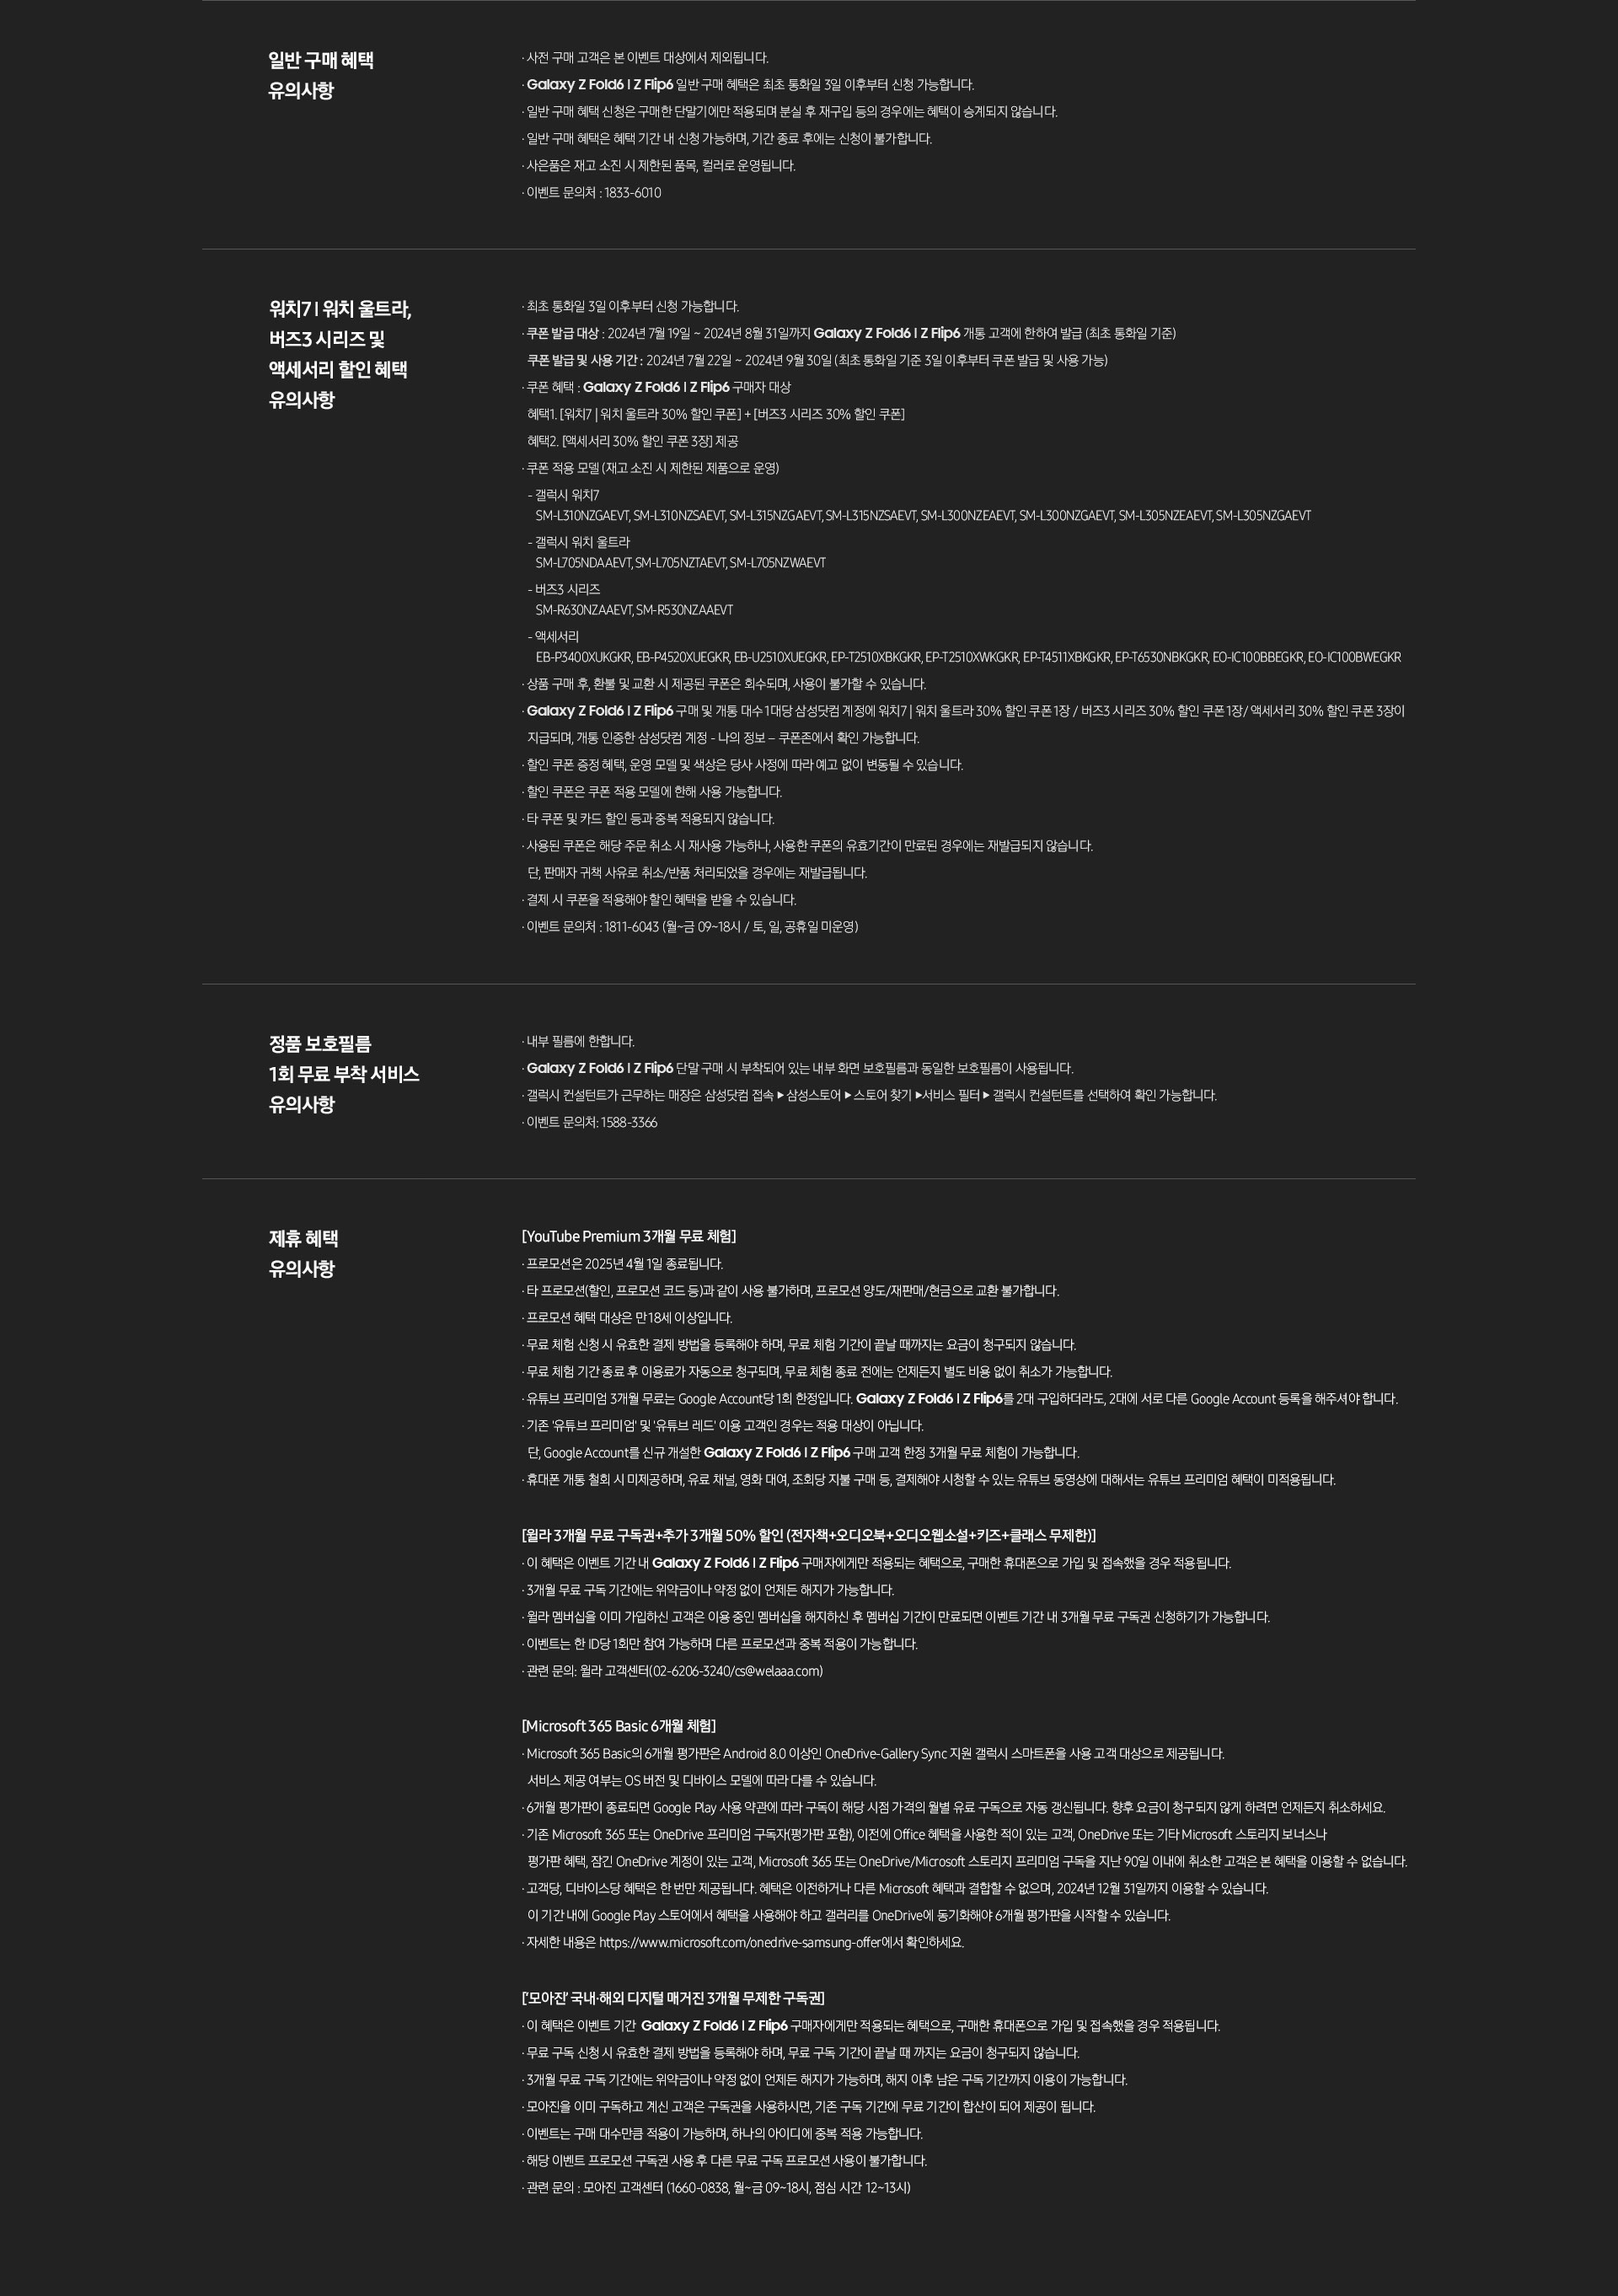 일반 구매 혜택
유의사항
· 사전 구매 고객은 본 이벤트 대상에서 제외됩니다.
· Galaxy Z Fold6 | Z Flip6 일반 구매 혜택은 최초 통화일 3일 이후부터 신청 가능합니다.
· 일반 구매 혜택 신청은 구매한 단말기에만 적용되며 분실 후 재구입 등의 경우에는 혜택이 승계되지 않습니다.
· 일반 구매 혜택은 혜택 기간 내 신청 가능하며, 기간 종료 후에는 신청이 불가합니다.
· 사은품은 재고 소진 시 제한된 품목, 컬러로 운영됩니다.
· 이벤트 문의처 : 1833-6010
워치7 | 워치 울트라,
버즈3 시리즈 및
액세서리 할인 혜택
유의사항
· 최초 통화일 3일 이후부터 신청 가능합니다.
· 쿠폰 발급 대상 : 2024년 7월 19일 ~ 2024년 8월 31일까지 Galaxy Z Fold6 | Z Flip6 개통 고객에 한하여 발급 (최초 통화일 기준)
쿠폰 발급 및 사용 기간 : 2024년 7월 22일 ~ 2024년 9월 30일 (최초 통화일 기준 3일 이후부터 쿠폰 발급 및 사용 가능)
· 쿠폰 혜택 : Galaxy Z Fold6 | Z Flip6 구매자 대상
혜택1. [워치7 | 워치 울트라 30% 할인 쿠폰] + [버즈3 시리즈 30% 할인 쿠폰]
혜택2. [액세서리 30% 할인 쿠폰 3장] 제공
· 쿠폰 적용 모델 (재고 소진 시 제한된 제품으로 운영)
- 갤럭시 워치7
SM-L310NZGAEVT, SM-L310NZSAEVT, SM-L315NZGAEVT, SM-L315NZSAEVT, SM-L300NZEAEVT, SM-L300NZGAEVT, SM-L305NZEAEVT, SM-L305NZGAEVT
- 갤럭시 워치 울트라
SM-L705NDAAEVT, SM-L705NZTAEVT, SM-L705NZWAEVT
- 버즈3 시리즈
SM-R630NZAAEVT, SM-R530NZAAEVT
- 액세서리
EB-P3400XUKGKR, EB-P4520XUEGKR, EB-U2510XUEGKR, EP-T2510XBKGKR, EP-T2510XWKGKR, EP-T4511XBKGKR, EP-T6530NBKGKR, EO-IC100BBEGKR, EO-IC100BWEGKR
· 상품 구매 후, 환불 및 교환 시 제공된 쿠폰은 회수되며, 사용이 불가할 수 있습니다.
· Galaxy Z Fold6 | Z Flip6 구매 및 개통 대수 1대당 삼성닷컴 계정에 워치7 | 워치 울트라 30% 할인 쿠폰 1장 / 버즈3 시리즈 30% 할인 쿠폰 1장/ 액세서리 30% 할인 쿠폰 3장이
지급되며, 개통 인증한 삼성닷컴 계정 - 나의 정보 – 쿠폰존에서 확인 가능합니다.
· 할인 쿠폰 증정 혜택, 운영 모델 및 색상은 당사 사정에 따라 예고 없이 변동될 수 있습니다.
· 할인 쿠폰은 쿠폰 적용 모델에 한해 사용 가능합니다.
· 타 쿠폰 및 카드 할인 등과 중복 적용되지 않습니다.
· 사용된 쿠폰은 해당 주문 취소 시 재사용 가능하나, 사용한 쿠폰의 유효기간이 만료된 경우에는 재발급되지 않습니다.
단, 판매자 귀책 사유로 취소/반품 처리되었을 경우에는 재발급됩니다.
· 결제 시 쿠폰을 적용해야 할인 혜택을 받을 수 있습니다.
· 이벤트 문의처 : 1811-6043 (월~금 09~18시 / 토, 일, 공휴일 미운영)
정품 보호필름
1회 무료 부착 서비스
유의사항
· 내부 필름에 한합니다.
· Galaxy Z Fold6 | Z Flip6 단말 구매 시 부착되어 있는 내부 화면 보호필름과 동일한 보호필름이 사용됩니다.
· 갤럭시 컨설턴트가 근무하는 매장은 삼성닷컴 접속 ▶ 삼성스토어 ▶ 스토어 찾기 ▶서비스 필터 ▶ 갤럭시 컨설턴트를 선택하여 확인 가능합니다.
· 이벤트 문의처: 1588-3366
제휴 혜택
유의사항
[YouTube Premium 3개월 무료 체험]
· 프로모션은 2025년 4월 1일 종료됩니다.
· 타 프로모션(할인, 프로모션 코드 등)과 같이 사용 불가하며, 프로모션 양도/재판매/현금으로 교환 불가합니다.
· 프로모션 혜택 대상은 만 18세 이상입니다.
· 무료 체험 신청 시 유효한 결제 방법을 등록해야 하며, 무료 체험 기간이 끝날 때까지는 요금이 청구되지 않습니다.
· 무료 체험 기간 종료 후 이용료가 자동으로 청구되며, 무료 체험 종료 전에는 언제든지 별도 비용 없이 취소가 가능합니다.
· 유튜브 프리미엄 3개월 무료는 Google Account당 1회 한정입니다. Galaxy Z Fold6 | Z Flip6를 2대 구입하더라도, 2대에 서로 다른 Google Account 등록을 해주셔야 합니다.
· 기존 '유튜브 프리미엄' 및 '유튜브 레드' 이용 고객인 경우는 적용 대상이 아닙니다.
단, Google Account를 신규 개설한 Galaxy Z Fold6 | Z Flip6 구매 고객 한정 3개월 무료 체험이 가능합니다.
· 휴대폰 개통 철회 시 미제공하며, 유료 채널, 영화 대여, 조회당 지불 구매 등, 결제해야 시청할 수 있는 유튜브 동영상에 대해서는 유튜브 프리미엄 혜택이 미적용됩니다.
[윌라 3개월 무료 구독권+추가 3개월 50% 할인 (전자책+오디오북+오디오웹소설+키즈+클래스 무제한)]
· 이 혜택은 이벤트 기간 내 Galaxy Z Fold6 | Z Flip6 구매자에게만 적용되는 혜택으로, 구매한 휴대폰으로 가입 및 접속했을 경우 적용됩니다.
· 3개월 무료 구독 기간에는 위약금이나 약정 없이 언제든 해지가 가능합니다.
· 윌라 멤버십을 이미 가입하신 고객은 이용 중인 멤버십을 해지하신 후 멤버십 기간이 만료되면 이벤트 기간 내 3개월 무료 구독권 신청하기가 가능합니다.
· 이벤트는 한 ID당 1회만 참여 가능하며 다른 프로모션과 중복 적용이 가능합니다.
· 관련 문의: 윌라 고객센터(02-6206-3240/cs@welaaa.com)
[Microsoft 365 Basic 6개월 체험]
· Microsoft 365 Basic의 6개월 평가판은 Android 8.0 이상인 OneDrive-Gallery Sync 지원 갤럭시 스마트폰을 사용 고객 대상으로 제공됩니다.
서비스 제공 여부는 OS 버전 및 디바이스 모델에 따라 다를 수 있습니다.
· 6개월 평가판이 종료되면 Google Play 사용 약관에 따라 구독이 해당 시점 가격의 월별 유료 구독으로 자동 갱신됩니다. 향후 요금이 청구되지 않게 하려면 언제든지 취소하세요.
· 기존 Microsoft 365 또는 OneDrive 프리미엄 구독자(평가판 포함), 이전에 Office 혜택을 사용한 적이 있는 고객, OneDrive 또는 기타 Microsoft 스토리지 보너스나
평가판 혜택, 잠긴 OneDrive 계정이 있는 고객, Microsoft 365 또는 OneDrive/Microsoft 스토리지 프리미엄 구독을 지난 90일 이내에 취소한 고객은 본 혜택을 이용할 수 없습니다.
· 고객당, 디바이스당 혜택은 한 번만 제공됩니다. 혜택은 이전하거나 다른 Microsoft 혜택과 결합할 수 없으며, 2024년 12월 31일까지 이용할 수 있습니다.
이 기간 내에 Google Play 스토어에서 혜택을 사용해야 하고 갤러리를 OneDrive에 동기화해야 6개월 평가판을 시작할 수 있습니다.
· 자세한 내용은 https://www.microsoft.com/onedrive-samsung-offer에서 확인하세요.
['모아진' 국내·해외 디지털 매거진 3개월 무제한 구독권]
· 이 혜택은 이벤트 기간 Galaxy Z Fold6 | Z Flip6 구매자에게만 적용되는 혜택으로, 구매한 휴대폰으로 가입 및 접속했을 경우 적용됩니다.
· 무료 구독 신청 시 유효한 결제 방법을 등록해야 하며, 무료 구독 기간이 끝날 때 까지는 요금이 청구되지 않습니다.
· 3개월 무료 구독 기간에는 위약금이나 약정 없이 언제든 해지가 가능하며, 해지 이후 남은 구독 기간까지 이용이 가능합니다.
· 모아진을 이미 구독하고 계신 고객은 구독권을 사용하시면, 기존 구독 기간에 무료 기간이 합산이 되어 제공이 됩니다.
· 이벤트는 구매 대수만큼 적용이 가능하며, 하나의 아이디에 중복 적용 가능합니다.
· 해당 이벤트 프로모션 구독권 사용 후 다른 무료 구독 프로모션 사용이 불가합니다.
· 관련 문의 : 모아진 고객센터 (1660-0838, 월~금 09~18시, 점심 시간 12~13시)